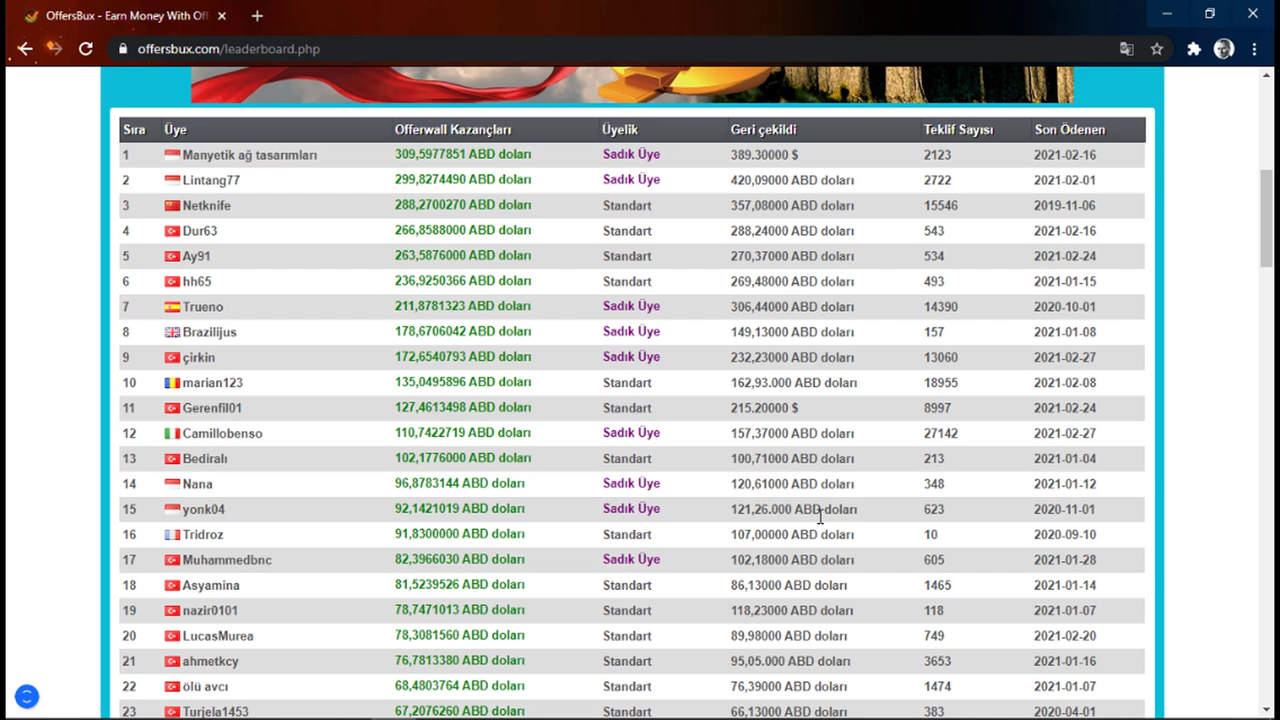 OffersBux - Earn Money With Off
offersbux.com/leaderboard.php
Sıra Üye Offerwall Kazançları Üyelik Geri çekildi Teklif Sayısı Son Ödenen
1 Manyetik ağ tasarımları 309,5977851 ABD doları Sadık Üye 389.30000 $ 2123 2021-02-16
2 Lintang77 299,8274490 ABD doları Sadık Üye 420,09000 ABD doları 2722 2021-02-01
3 Netknife 288,2700270 ABD doları Standart 357,08000 ABD doları 15546 2019-11-06
4 Dur63 266,8588000 ABD doları Standart 288,24000 ABD doları 543 2021-02-16
5 Ay91 263,5876000 ABD doları Standart 270,37000 ABD doları 534 2021-02-24
6 hh65 236,9250366 ABD doları Standart 269,48000 ABD doları 493 2021-01-15
7 Trueno 211,8781323 ABD doları Sadık Üye 306,44000 ABD doları 14390 2020-10-01
8 Brazilijus 178,6706042 ABD doları Sadık Üye 149,13000 ABD doları 157 2021-01-08
9 çirkin 172,6540793 ABD doları Sadık Üye 232,23000 ABD doları 13060 2021-02-27
10 marian123 135,0495896 ABD doları Standart 162,93.000 ABD doları 18955 2021-02-08
11 Gerenfil01 127,4613498 ABD doları Standart 215.20000 $ 8997 2021-02-24
12 Camillobenso 110,7422719 ABD doları Sadık Üye 157,37000 ABD doları 27142 2021-02-27
13 Bediralı 102,1776000 ABD doları Standart 100,71000 ABD doları 213 2021-01-04
14 Nana 96,8783144 ABD doları Sadık Üye 120,61000 ABD doları 348 2021-01-12
15 yonk04 92,1421019 ABD doları Sadık Üye 121,26.000 ABD doları 623 2020-11-01
16 Tridroz 91,8300000 ABD doları Standart 107,00000 ABD doları 10 2020-09-10
17 Muhammedbnc 82,3966030 ABD doları Sadık Üye 102,18000 ABD doları 605 2021-01-28
18 Asyamina 81,5239526 ABD doları Standart 86,13000 ABD doları 1465 2021-01-14
19 nazir0101 78,7471013 ABD doları Standart 118,23000 ABD doları 118 2021-01-07
20 LucasMurea 78,3081560 ABD doları Standart 89,98000 ABD doları 749 2021-02-20
21 ahmetkcy 76,7813380 ABD doları Standart 95,05.000 ABD doları 3653 2021-01-16
22 ölü avcı 68,4803764 ABD doları Standart 76,39000 ABD doları 1474 2021-01-07
23 Turjela1453 67,2076260 ABD doları Standart 66,13000 ABD doları 383 2020-04-01